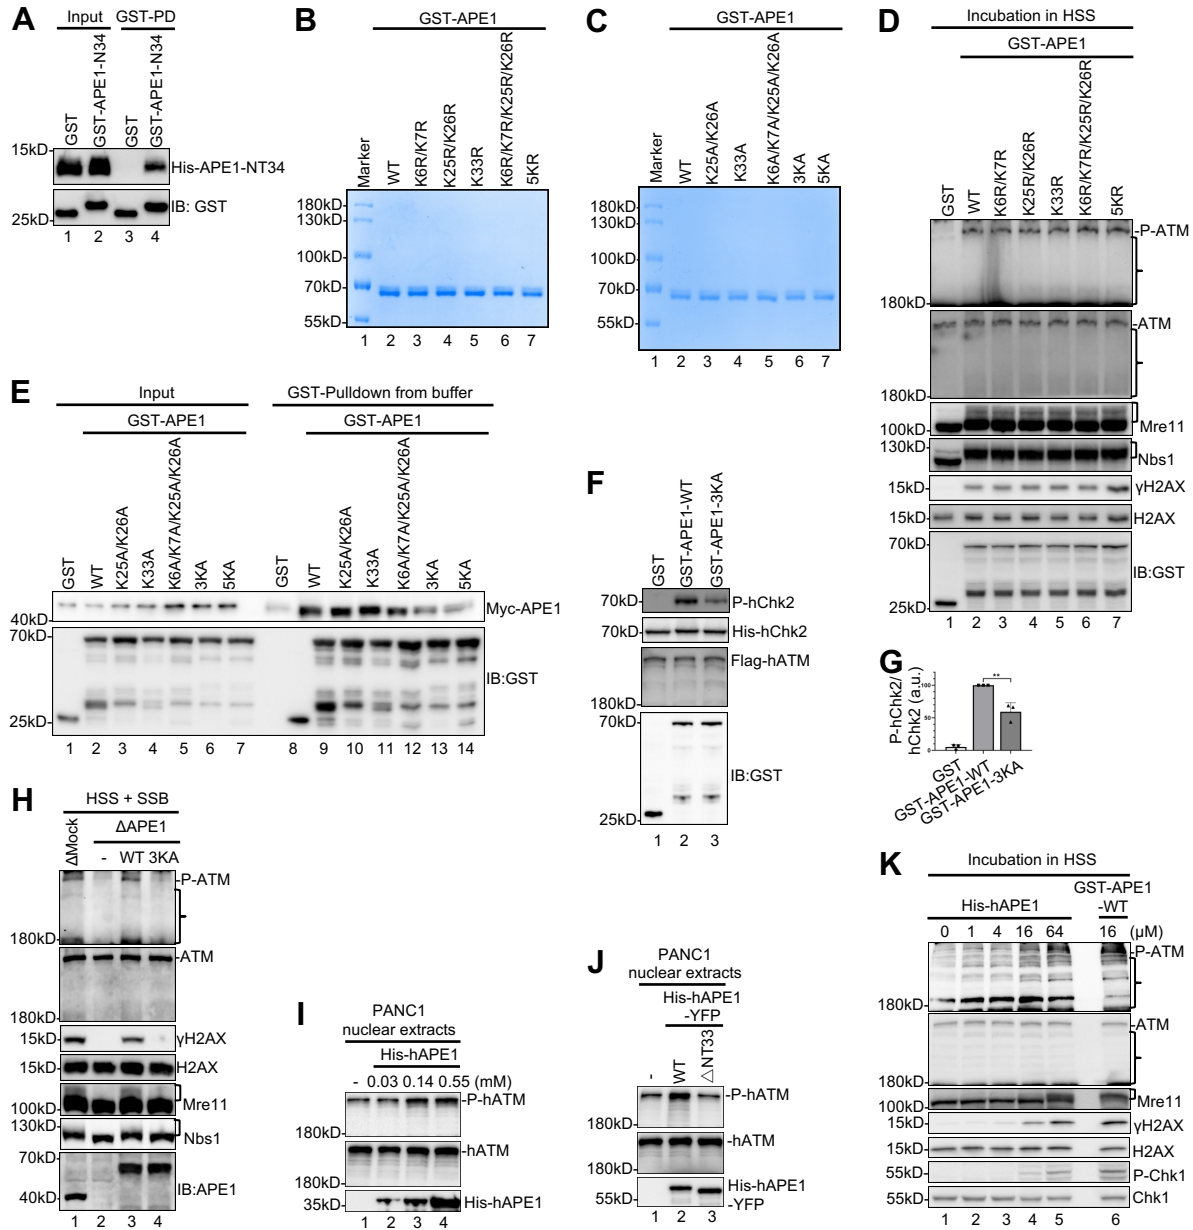 A
Input GST-PD
GST
GST-APE1-N34
GST
GST-APE1-N34
15kD
His-APE1-NT34
IB: GST
25kD
1 2 3 4
B
GST-APE1
Marker
WT
K6R/K7R
K25R/K26R
K33R
K6R/K7R/K25R/K26R
5KR
180kD
130kD
100kD
70kD
55kD
1 2 3 4 5 6 7
C
GST-APE1
Marker
WT
K25A/K26A
K33A
K6A/K7A/K25A/K26A
3KA
5KA
180kD
130kD
100kD
70kD
55kD
1 2 3 4 5 6 7
D
Incubation in HSS
GST-APE1
GST
WT
K6R/K7R
K25R/K26R
K33R
K6R/K7R/K25R/K26R
5KR
-P-ATM
180kD
-ATM
180kD
100kD
Mre11
130kD
Nbs1
15kD
γH2AX
15kD
H2AX
70kD
IB:GST
25kD
1 2 3 4 5 6 7
E
Input GST-Pulldown from buffer
GST-APE1 GST-APE1
GST
WT
K25A/K26A
K33A
K6A/K7A/K25A/K26A
3KA
5KA
GST
WT
K25A/K26A
K33A
K6A/K7A/K25A/K26A
3KA
5KA
40kD
Myc-APE1
70kD
IB:GST
25kD
1 2 3 4 5 6 7 8 9 10 11 12 13 14
F
GST
GST-APE1-WT
GST-APE1-3KA
70kD
P-hChk2
70kD
His-hChk2
Flag-hATM
180kD
70kD
IB:GST
25kD
1 2 3
G
P-hChk2/
hChk2 (a.u.)
100
50
0
**
GST
GST-APE1-WT
GST-APE1-3KA
H
HSS + SSB
ΔMock
ΔAPE1
- WT 3KA
-P-ATM
180kD
-ATM
180kD
15kD
γH2AX
15kD
H2AX
100kD
Mre11
130kD
Nbs1
70kD
IB:APE1
40kD
1 2 3 4
I
PANC1
nuclear extracts
His-hAPE1
- 0.03 0.14 0.55 (mM)
-P-hATM
180kD
-hATM
180kD
35kD
His-hAPE1
1 2 3 4
J
PANC1
nuclear extracts
His-hAPE1
-YFP
-
WT
△NT33
-P-hATM
180kD
-hATM
180kD
His-hAPE1
-YFP
55kD
1 2 3
K
Incubation in HSS
His-hAPE1
GST-APE1
-WT
0 1 4 16 64 16 (μM)
-P-ATM
180kD
-ATM
180kD
100kD
Mre11
15kD
γH2AX
15kD
H2AX
55kD
P-Chk1
55kD
Chk1
1 2 3 4 5 6